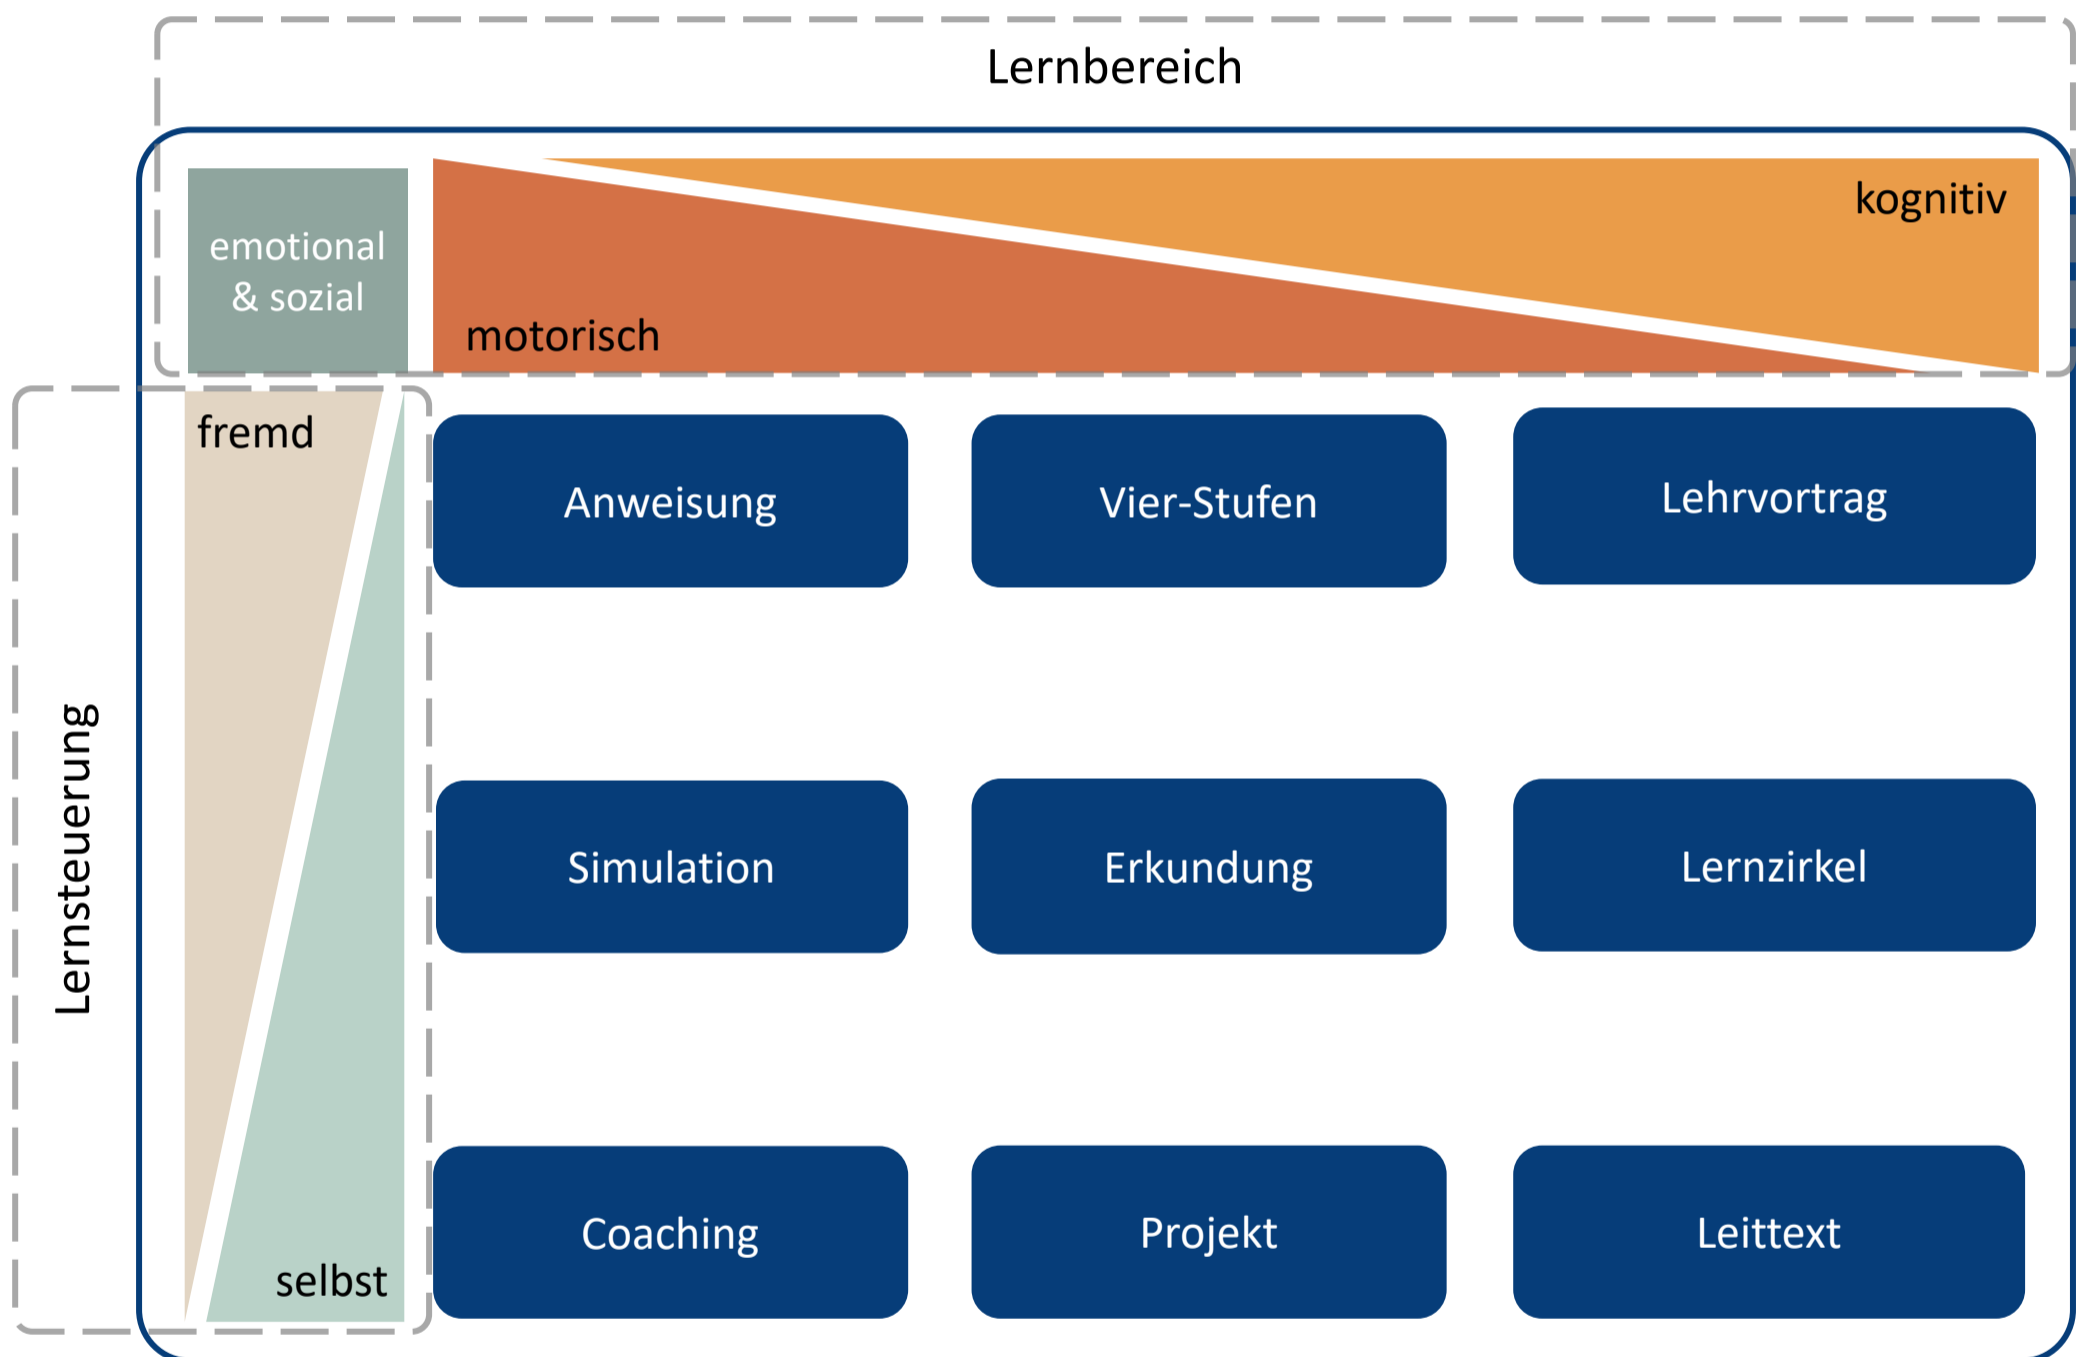 Lernbereich
kognitiv
emotional
& sozial
motorisch
Lernsteuerung
fremd
Anweisung
Vier-Stufen
Lehrvortrag
Simulation
Erkundung
Lernzirkel
selbst
Coaching
Projekt
Leittext